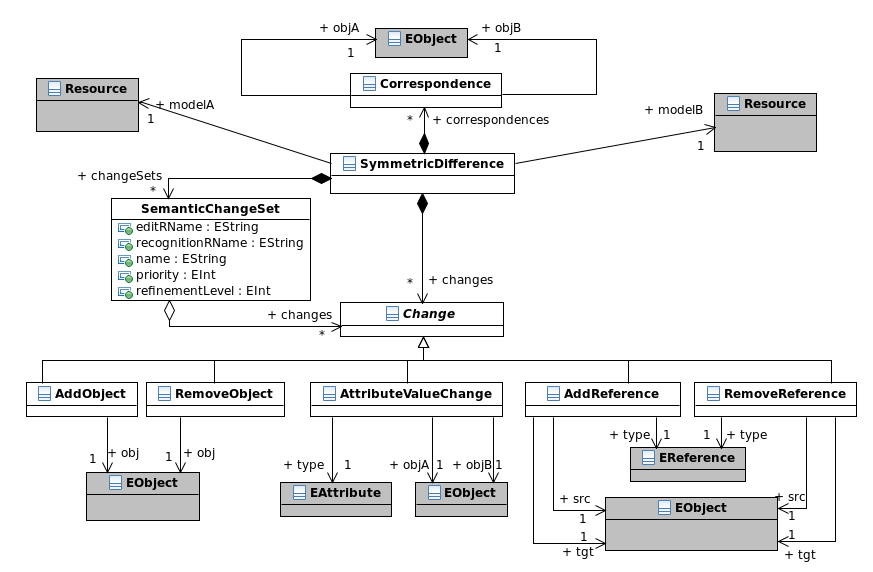 + objA
+ objB
EObject
1
1
Correspondence
Resource
+ modelA
1
Resource
+ modelB
1
*
+ correspondences
SymmetricDifference
+ changeSets
*
SemanticChangeSet
editRName : EString
recognitionRName : EString
name : EString
priority : EInt
refinementLevel : EInt
*
+ changes
+ changes
*
Change
AddObject
RemoveObject
AttributeValueChange
AddReference
RemoveReference
1
+ obj
1
+ obj
EObject
+ type
1
+ objA
1
+ objB
1
EAttribute
EObject
+ type
1
1
+ type
EReference
+ src
1
+ src
1
EObject
1
+ tgt
1
+ tgt